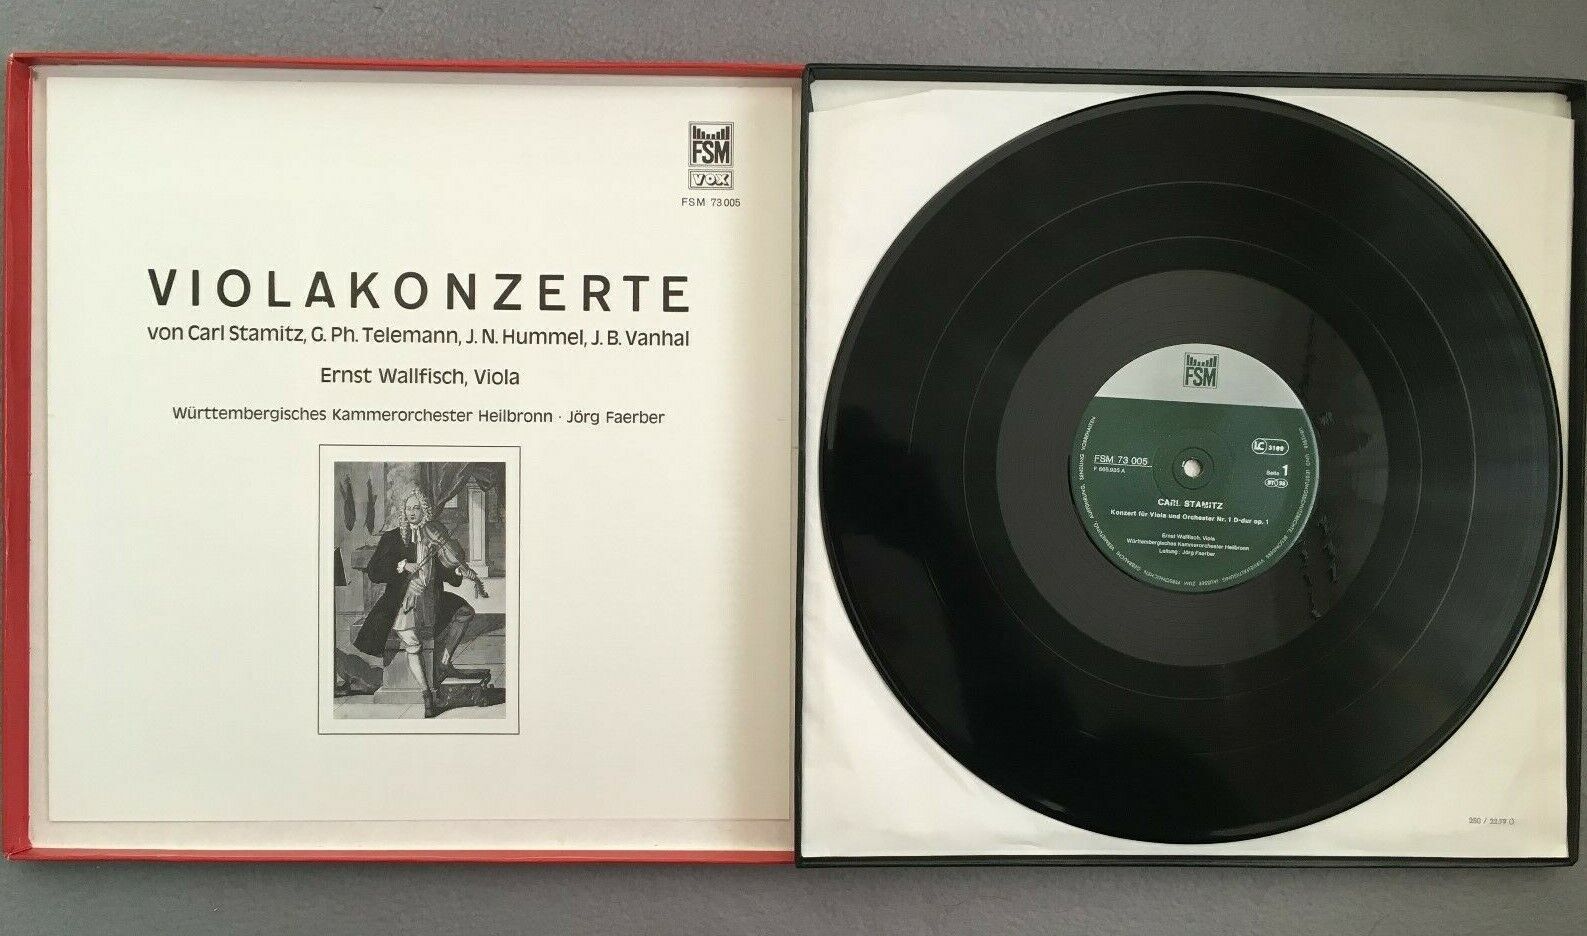 FSM
VOX
FSM 73 005
VIOLAKONZERTE
von Carl Stamitz, G. Ph. Telemann, J. N. Hummel, J. B. Vanhal
Ernst Wallfisch, Viola
Württembergisches Kammerorchester Heilbronn · Jörg Faerber
FSM
LC 3199
FSM 73 005
Seite 1
CARL STAMITZ
Konzert für Viola und Orchester Nr. 1 D-dur op. 1
Ernst Wallfisch, Viola
Württembergisches Kammerorchester Heilbronn
Leitung: Jörg Faerber